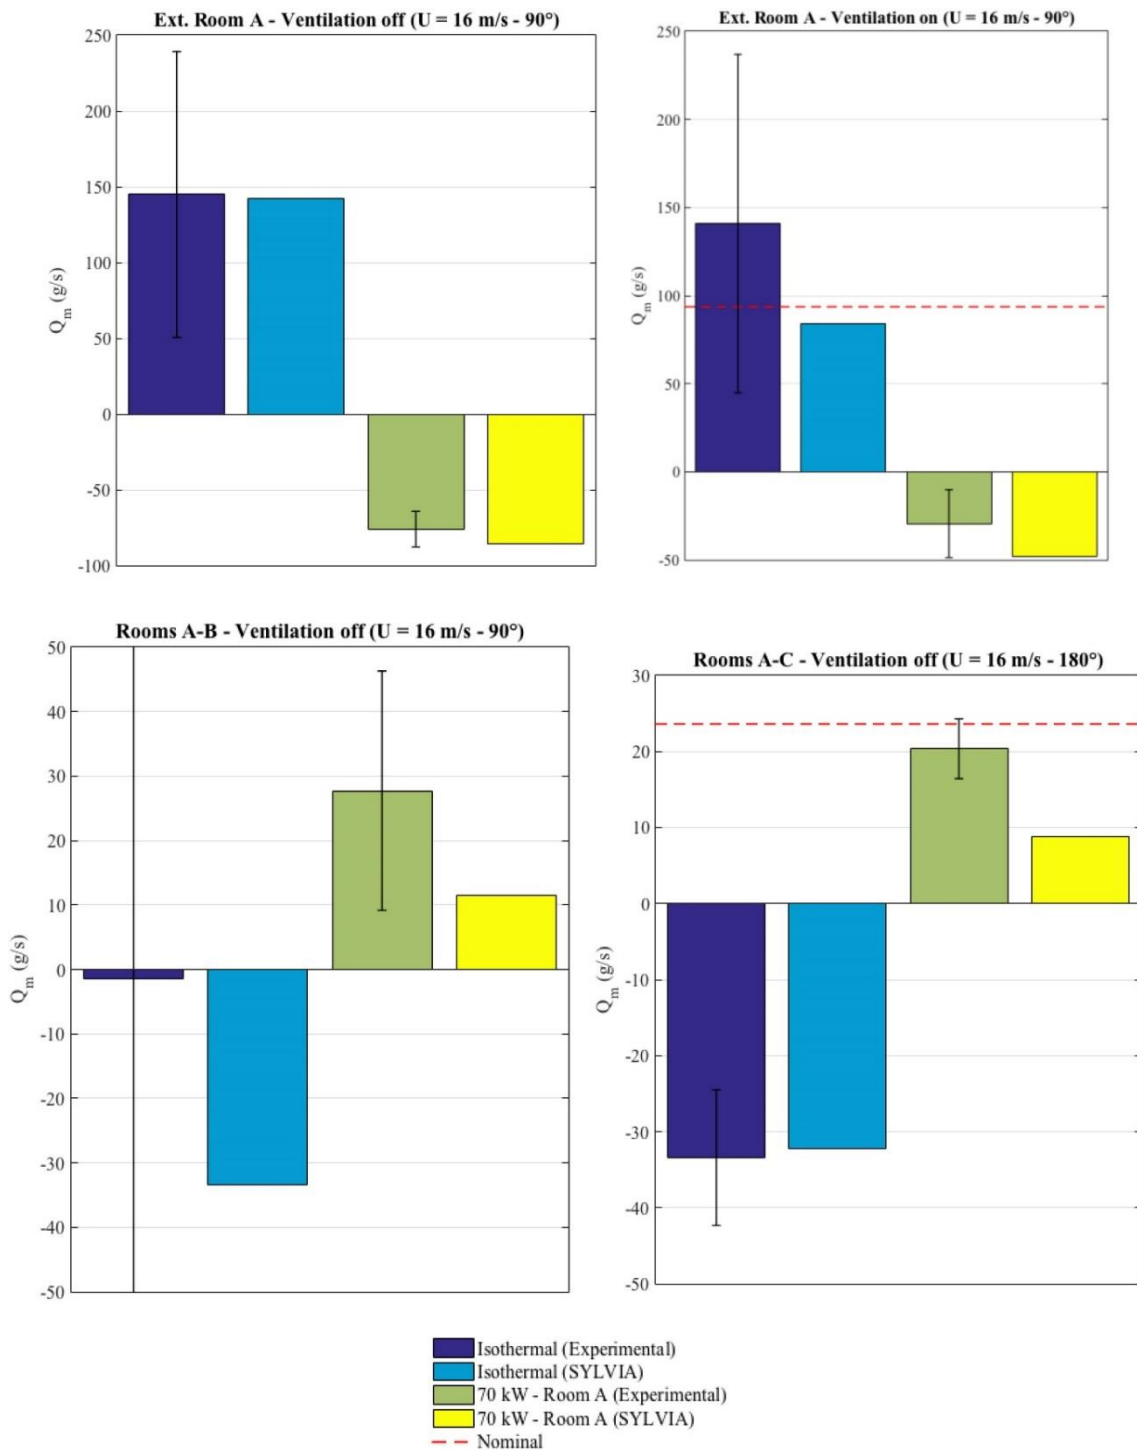 Ext. Room A - Ventilation off (U = 16 m/s - 90°)
250
200
150
100
50
0
-50
-100
Q_m (g/s)
Ext. Room A - Ventilation on (U = 16 m/s - 90°)
250
200
150
100
50
0
-50
Q_m (g/s)
Rooms A-B - Ventilation off (U = 16 m/s - 90°)
50
40
30
20
10
0
-10
-20
-30
-40
-50
Q_m (g/s)
Rooms A-C - Ventilation off (U = 16 m/s - 180°)
30
20
10
0
-10
-20
-30
-40
-50
Q_m (g/s)
Isothermal (Experimental)
Isothermal (SYLVIA)
70 kW - Room A (Experimental)
70 kW - Room A (SYLVIA)
Nominal